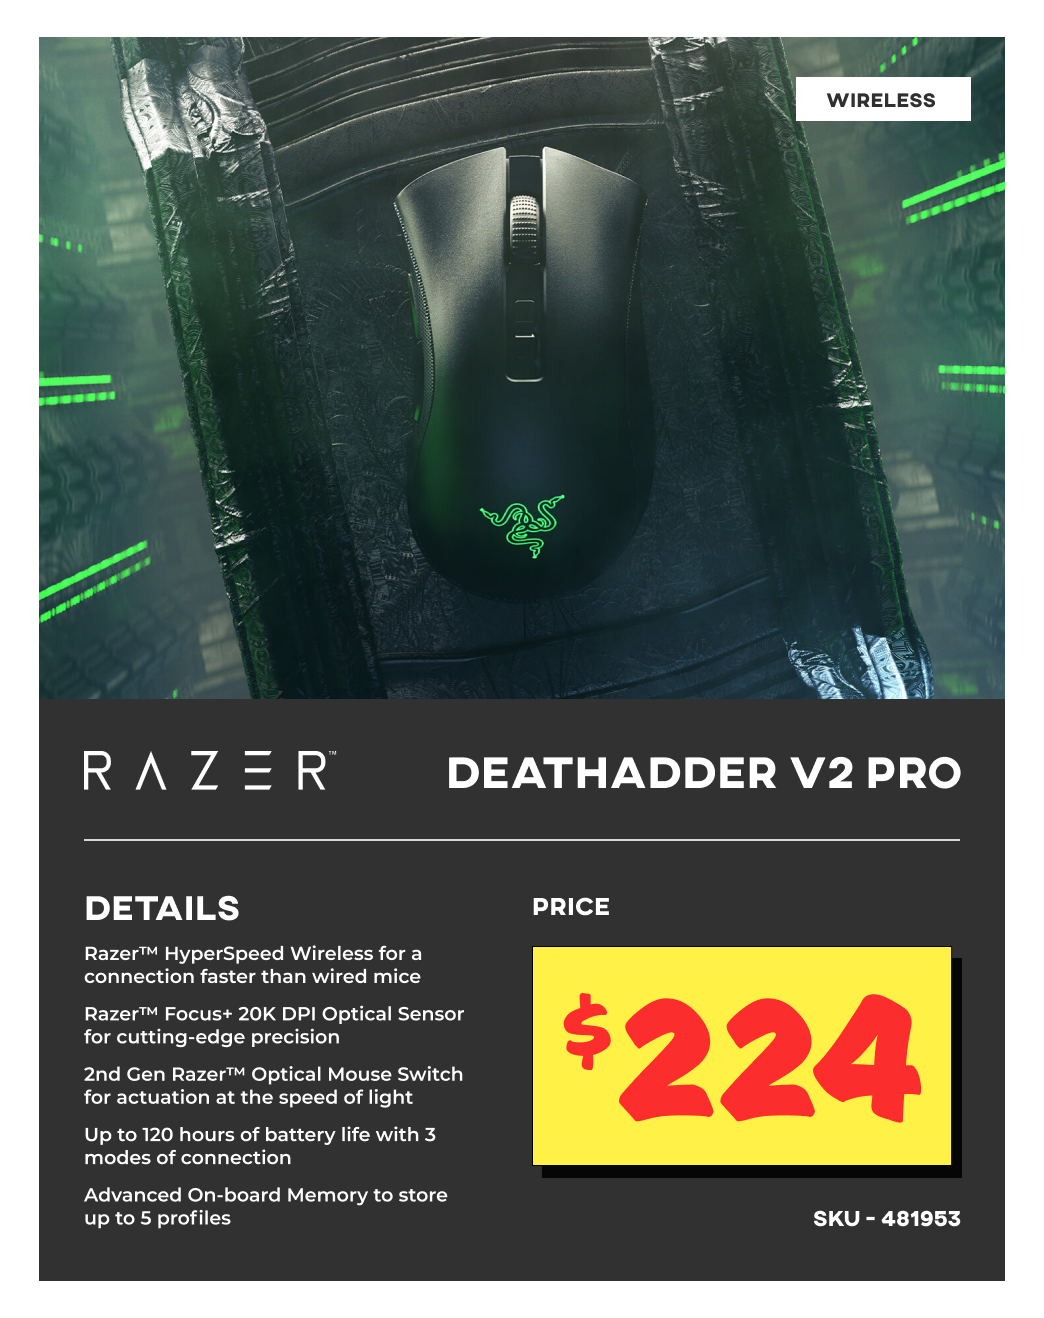 WIRELESS
RAZER™
DEATHADDER V2 PRO
DETAILS
Razer™ HyperSpeed Wireless for a
connection faster than wired mice
Razer™ Focus+ 20K DPI Optical Sensor
for cutting-edge precision
2nd Gen Razer™ Optical Mouse Switch
for actuation at the speed of light
Up to 120 hours of battery life with 3
modes of connection
Advanced On-board Memory to store
up to 5 profiles
PRICE
$224
SKU - 481953